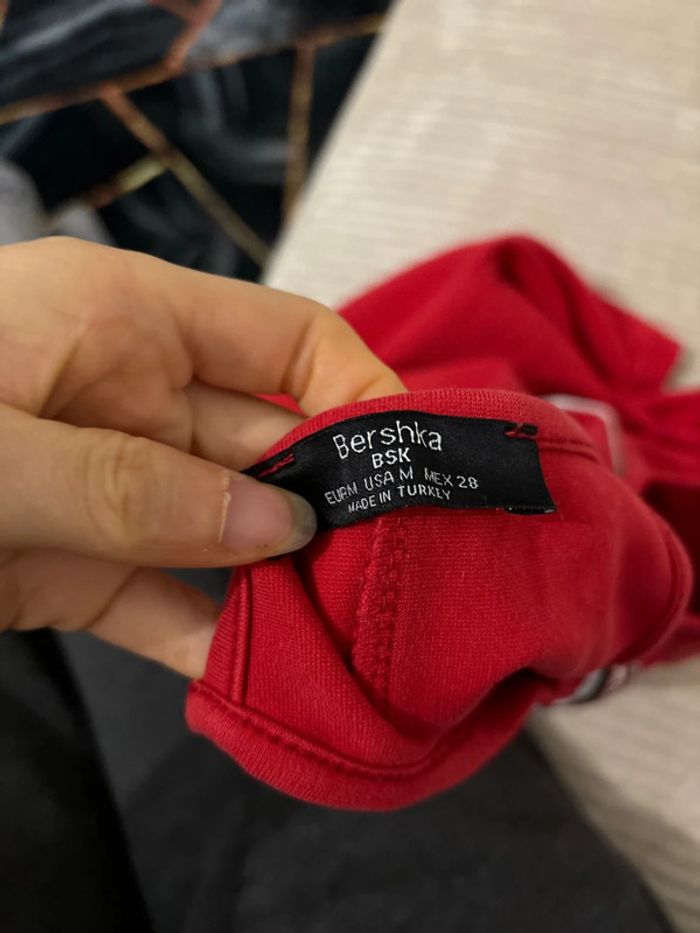 Bershka
BSK
EUR M USA M MEX 28
MADE IN TURKEY